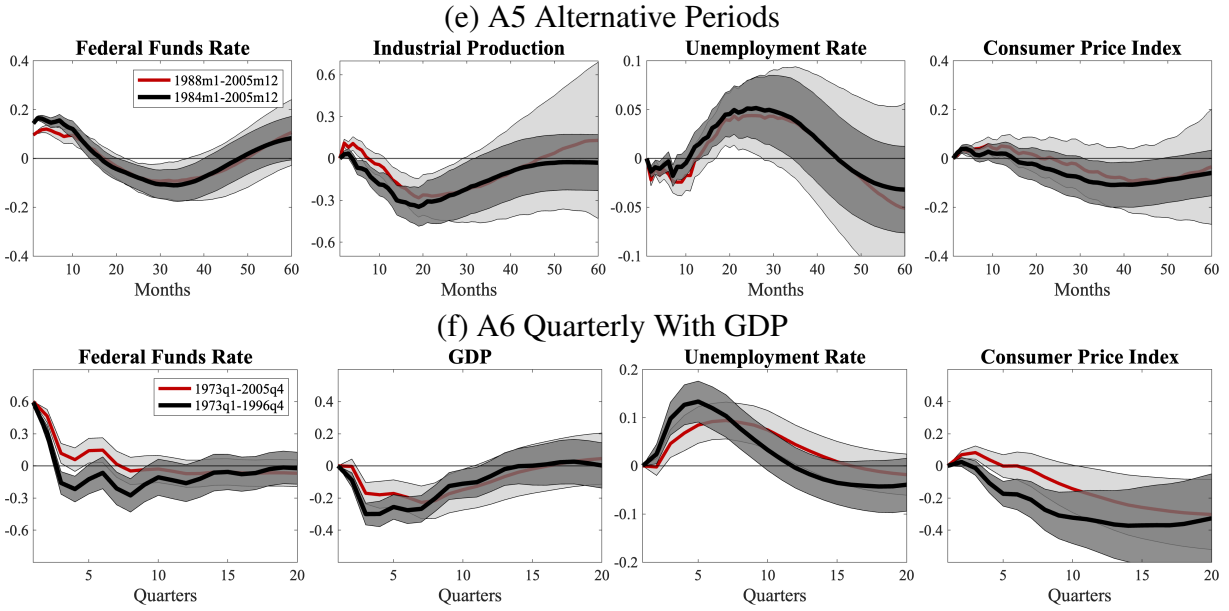 (e) A5 Alternative Periods
Federal Funds Rate
0.4
0.2
0
-0.2
-0.4
10 20 30 40 50 60
Months
1988m1-2005m12
1984m1-2005m12
Industrial Production
0.6
0.3
0
-0.3
-0.6
10 20 30 40 50 60
Months
Unemployment Rate
0.1
0.05
0
-0.05
-0.1
10 20 30 40 50 60
Months
Consumer Price Index
0.4
0.2
0
-0.2
-0.4
10 20 30 40 50 60
Months
(f) A6 Quarterly With GDP
Federal Funds Rate
0.6
0.3
0
-0.3
-0.6
5 10 15 20
Quarters
1973q1-2005q4
1973q1-1996q4
GDP
0.4
0.2
0
-0.2
-0.4
5 10 15 20
Quarters
Unemployment Rate
0.2
0.1
0
-0.1
-0.2
5 10 15 20
Quarters
Consumer Price Index
0.4
0.2
0
-0.2
-0.4
5 10 15 20
Quarters